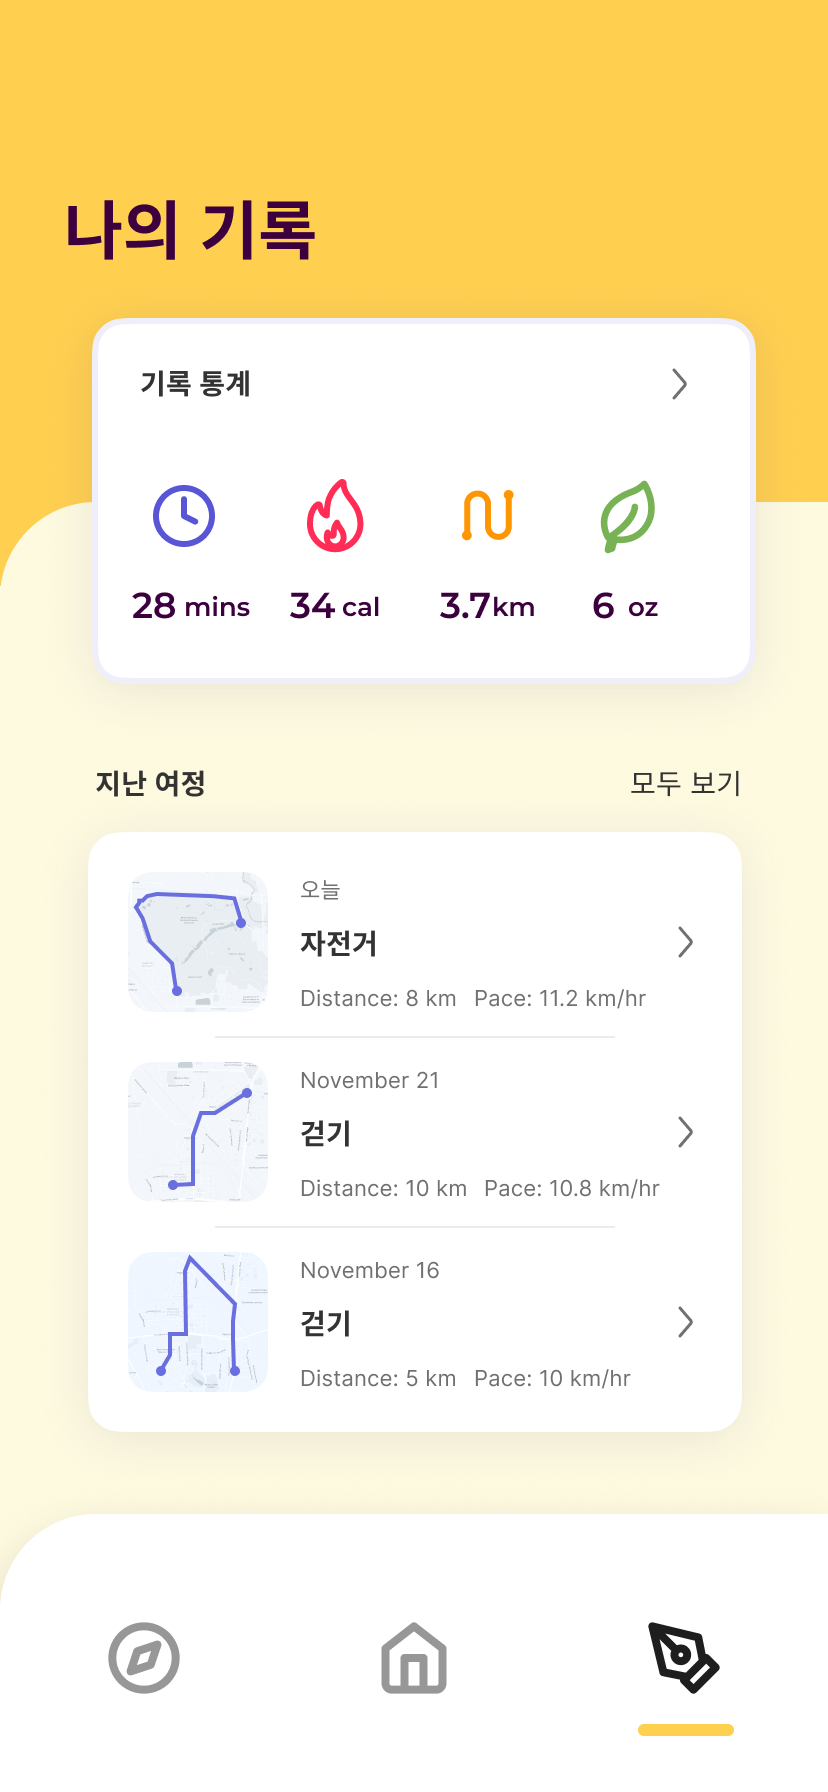 나의 기록
기록 통계
28 mins 34 cal 3.7km 6 oz
지난 여정 모두 보기
오늘
자전거
Distance: 8 km Pace: 11.2 km/hr
November 21
걷기
Distance: 10 km Pace: 10.8 km/hr
November 16
걷기
Distance: 5 km Pace: 10 km/hr